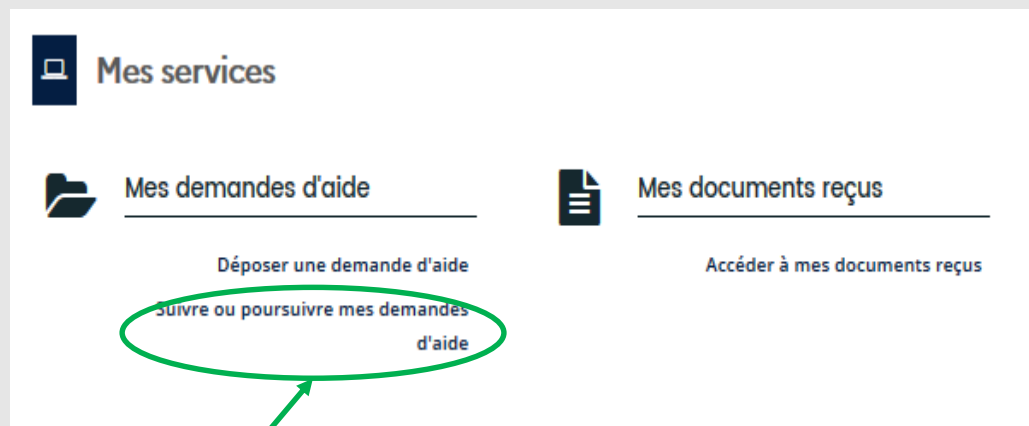 Mes services
Mes demandes d'aide
Déposer une demande d'aide
Suivre ou poursuivre mes demandes
d'aide
Mes documents reçus
Accéder à mes documents reçus